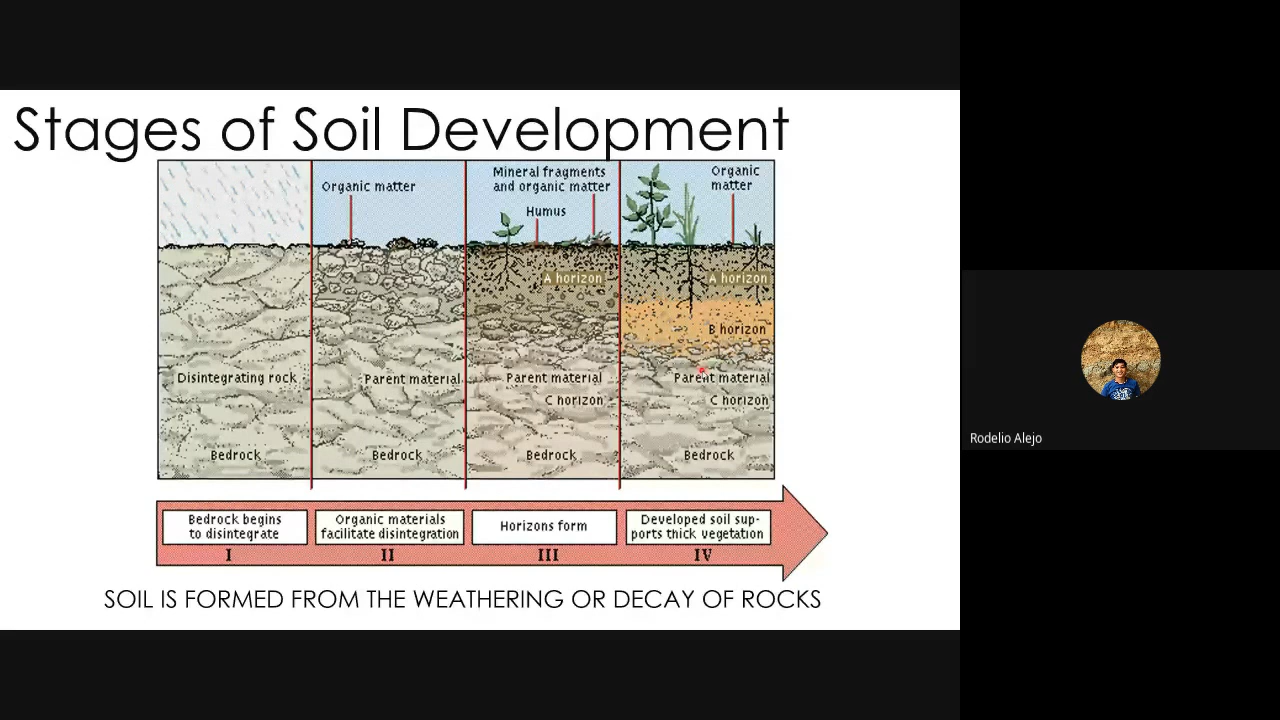 Stages of Soil Development
Organic matter
Mineral fragments
and organic matter
Humus
Organic
matter
A horizon
A horizon
B horizon
Disintegrating rock
Parent material
Parent material
C horizon
Parent material
C horizon
Bedrock
Bedrock
Bedrock
Bedrock
Bedrock begins
to disintegrate
I
Organic materials
facilitate disintegration
II
Horizons form
III
Developed soil sup-
ports thick vegetation
IV
SOIL IS FORMED FROM THE WEATHERING OR DECAY OF ROCKS
Rodelio Alejo